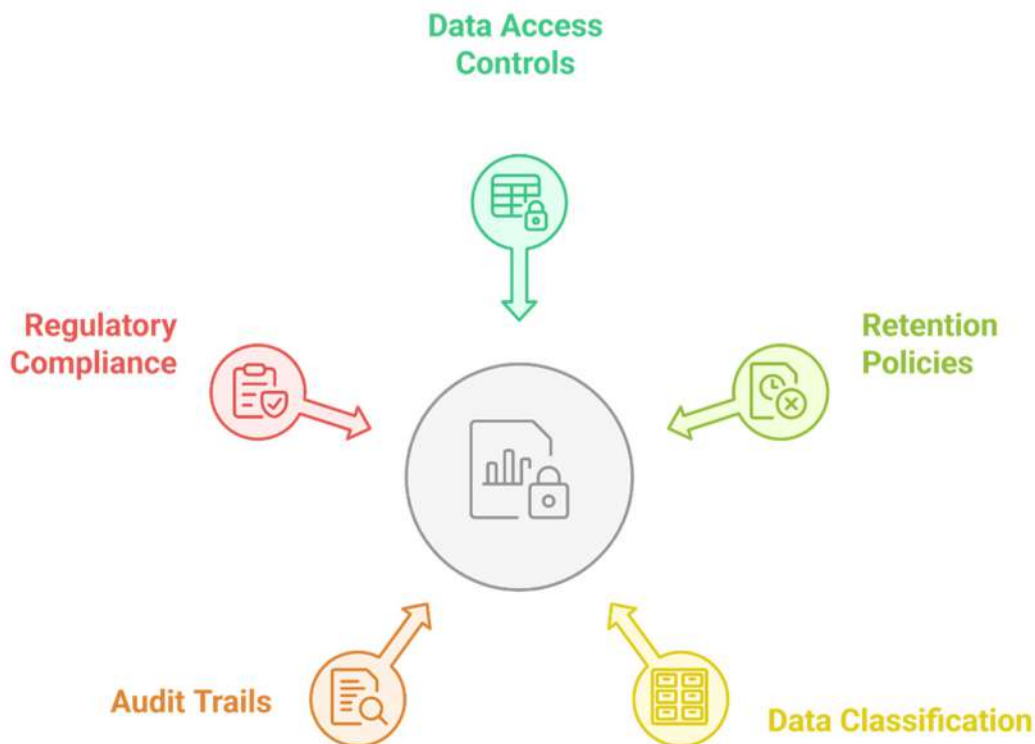 Data Access
Controls
Regulatory
Compliance
Retention
Policies
Audit Trails
Data Classification